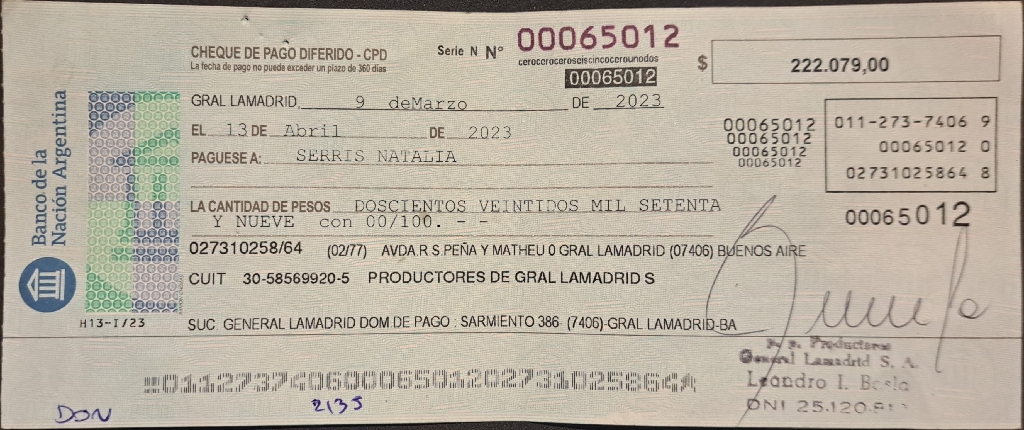 CHEQUE DE PAGO DIFERIDO - CPD
La fecha de pago no puede exceder un plazo de 360 días
Serie N Nº 00065012
cerocerocéroseiscincocerounodos
00065012
$ 222.079,00
GRAL LAMADRID, 9 deMarzo DE 2023
EL 13 DE Abril DE 2023
PAGUESE A: SERRIS NATALIA
00065012
00065012
00065012
00065012
011-273-7406 9
00065012 0
02731025864 8
LA CANTIDAD DE PESOS DOSCIENTOS VEINTIDOS MIL SETENTA
Y NUEVE con 00/100. - -
00065012
027310258/64 (02/77) AVDA.R.S.PEÑA Y MATHEU 0 GRAL LAMADRID (07406) BUENOS AIRE
CUIT 30-58569920-5 PRODUCTORES DE GRAL LAMADRID S
SUC. GENERAL LAMADRID DOM.DE PAGO : SARMIENTO 386- (7406)-GRAL LAMADRID-BA
Banco de la
Nación Argentina
H13-I/23
p. p. Productores
General Lamadrid S. A.
Leandro I.
DNI 25.120.
01127374060006501202731025864
DON
2135